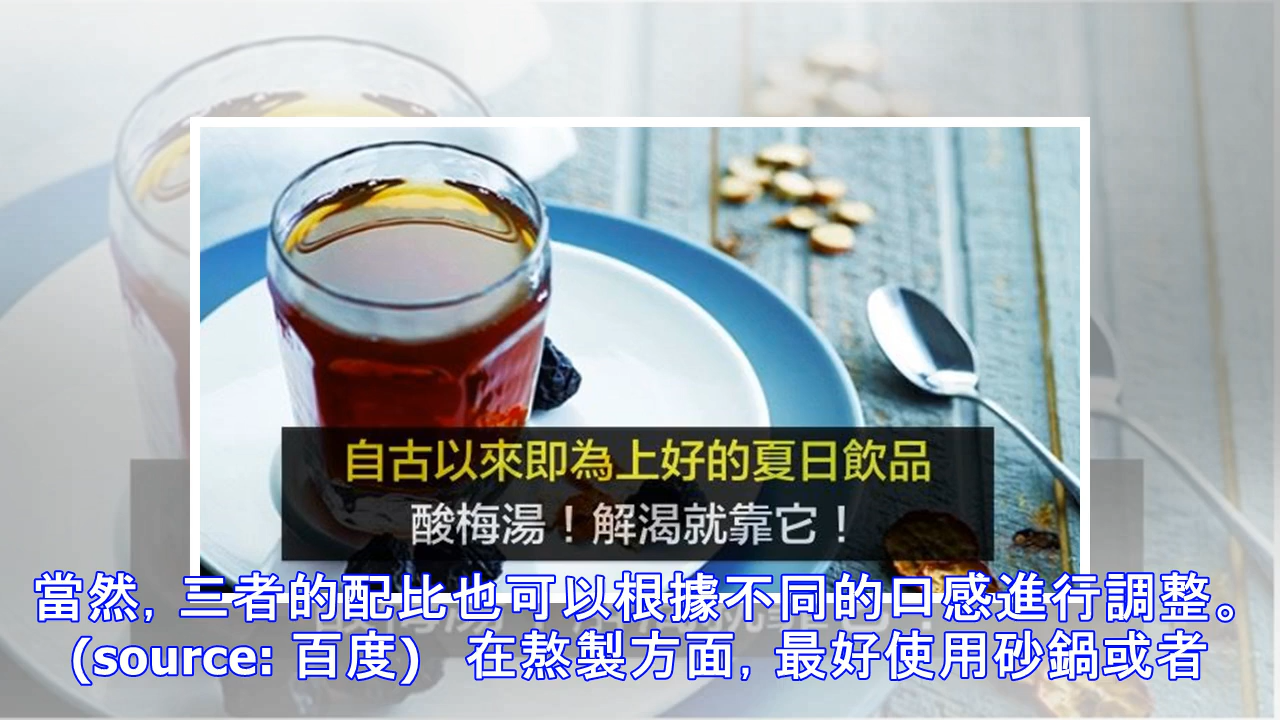 自古以來即為上好的夏日飲品
酸梅湯！解渴就靠它！
當然, 三者的配比也可以根據不同的口感進行調整。
(source: 百度) 在熬製方面, 最好使用砂鍋或者